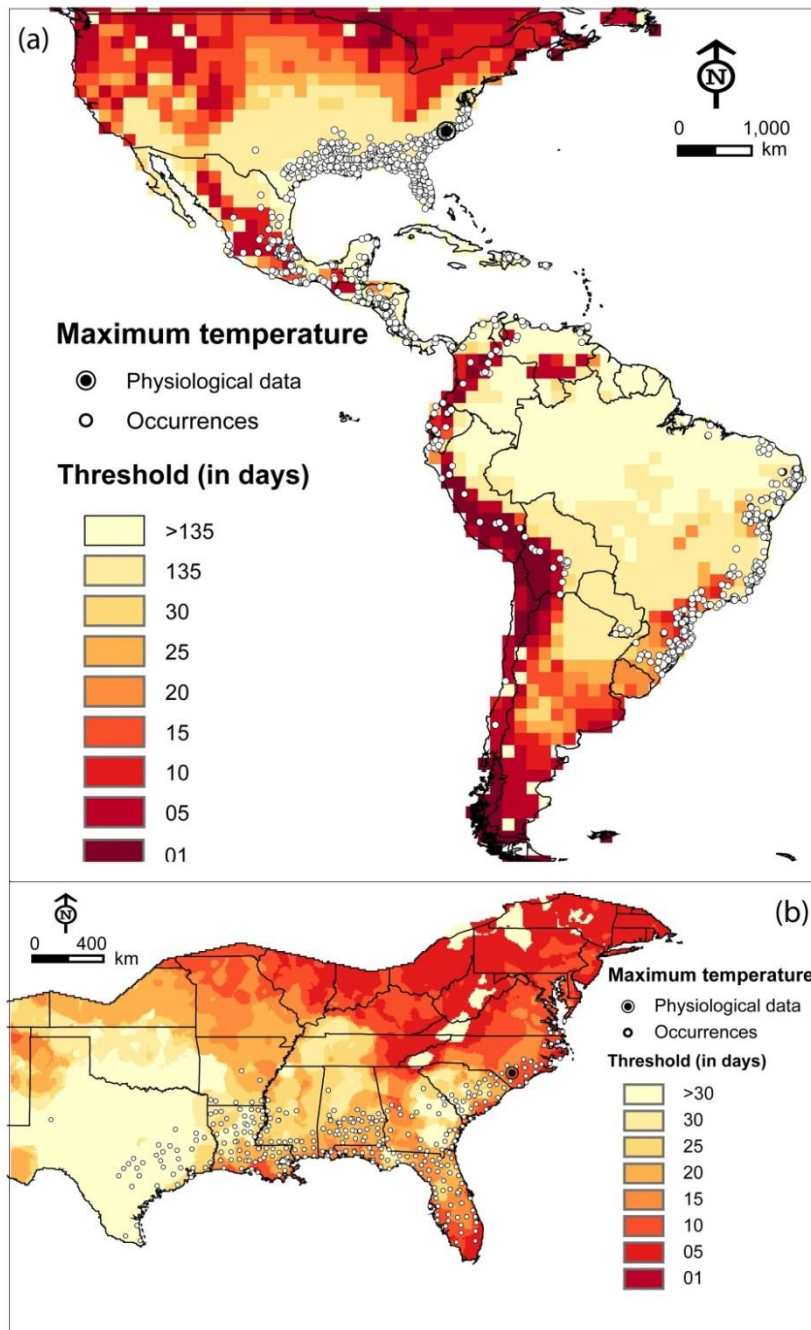 (a)
N
0 1,000
km
Maximum temperature
Physiological data
Occurrences
Threshold (in days)
>135
135
30
25
20
15
10
05
01
(b)
N
0 400
km
Maximum temperature
Physiological data
Occurrences
Threshold (in days)
>30
30
25
20
15
10
05
01